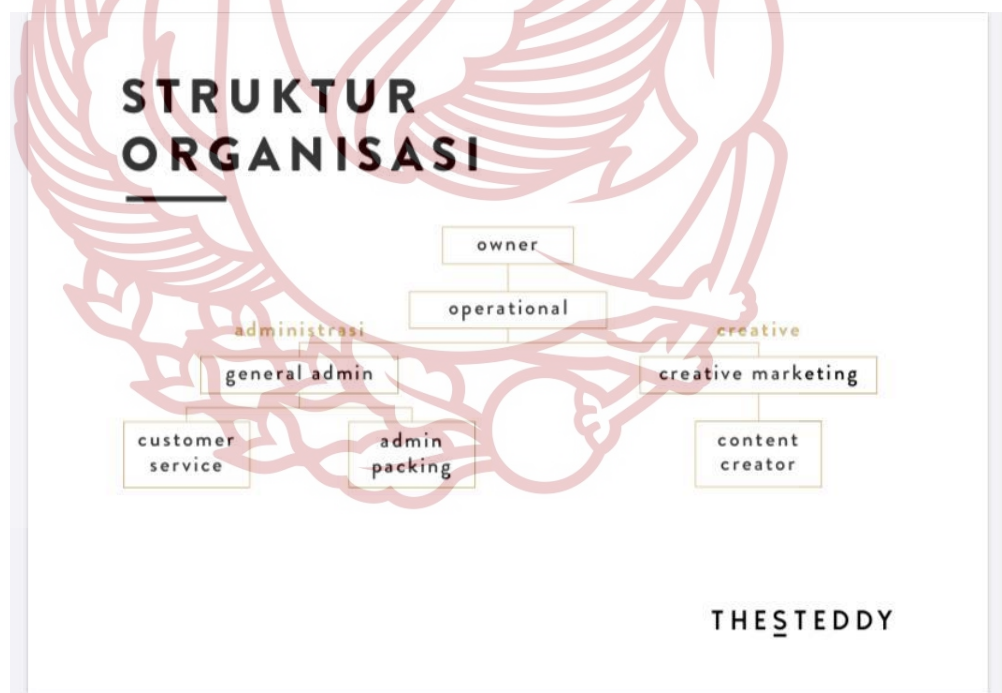 STRUKTUR
ORGANISASI
owner
operational
administrasi
creative
general admin
creative marketing
customer
service
admin
packing
content
creator
THESTEDDY